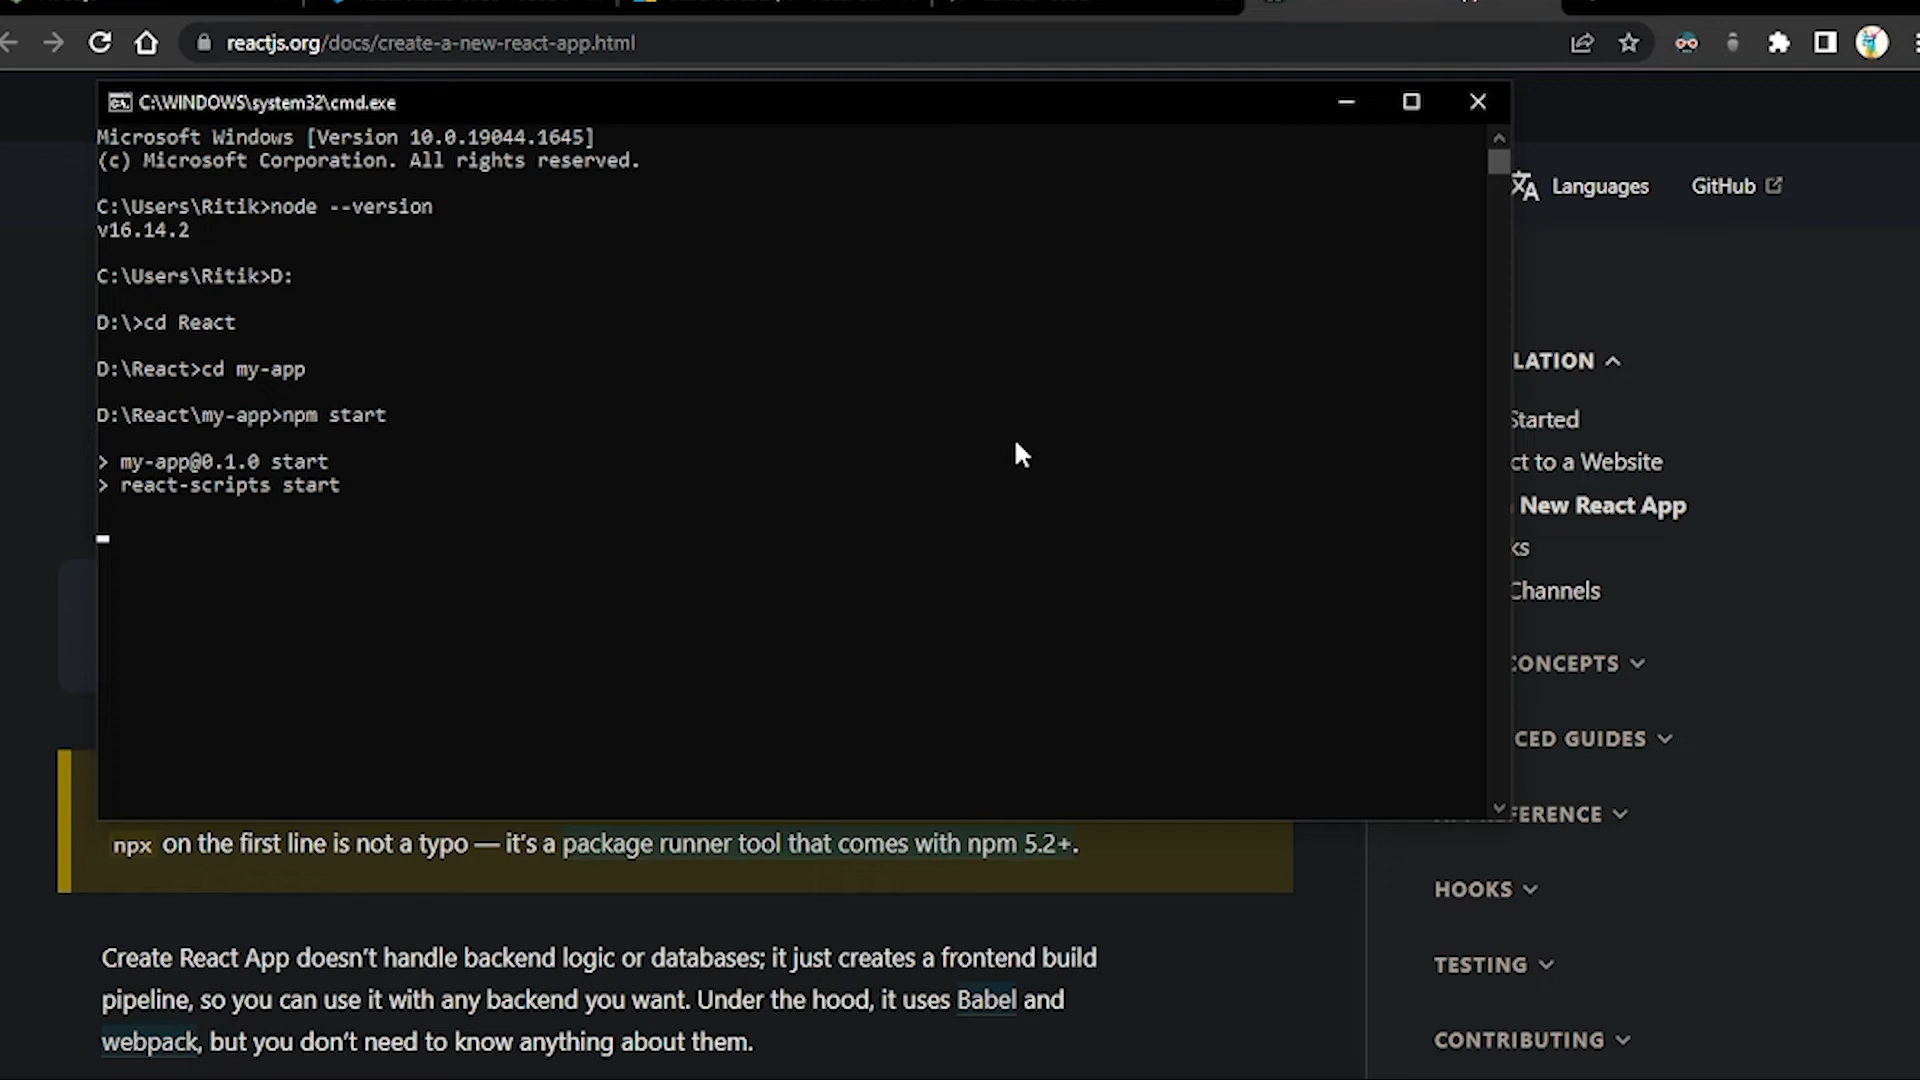 reactjs.org/docs/create-a-new-react-app.html
C:\WINDOWS\system32\cmd.exe
Microsoft Windows [Version 10.0.19044.1645]
(c) Microsoft Corporation. All rights reserved.
C:\Users\Ritik>node --version
v16.14.2
C:\Users\Ritik>D:
D:\>cd React
D:\React>cd my-app
D:\React\my-app>npm start
> my-app@0.1.0 start
> react-scripts start
Languages
GitHub
LATION
Started
ct to a Website
New React App
ks
Channels
CONCEPTS
CED GUIDES
ERENCE
HOOKS
TESTING
CONTRIBUTING
npx on the first line is not a typo — it’s a package runner tool that comes with npm 5.2+.
Create React App doesn’t handle backend logic or databases; it just creates a frontend build
pipeline, so you can use it with any backend you want. Under the hood, it uses Babel and
webpack, but you don’t need to know anything about them.